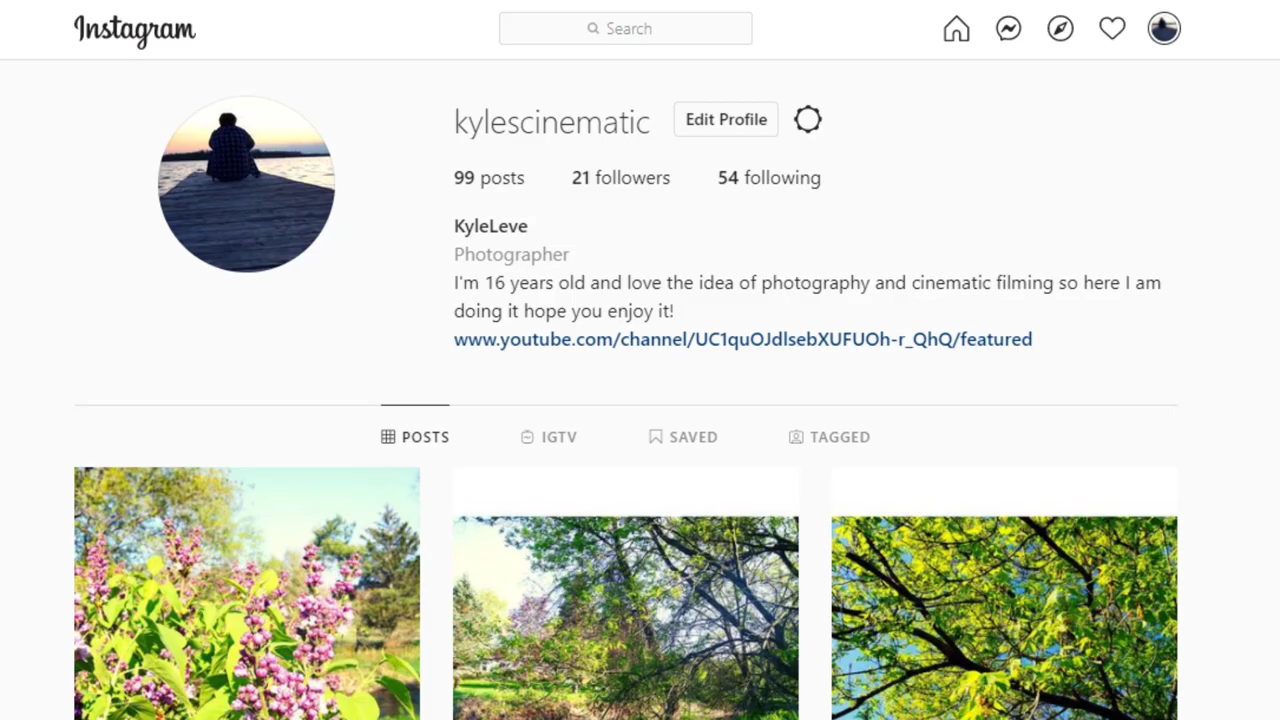 Instagram
Search
kylescinematic
Edit Profile
99 posts
21 followers
54 following
KyleLeve
Photographer
I'm 16 years old and love the idea of photography and cinematic filming so here I am
doing it hope you enjoy it!
www.youtube.com/channel/UC1quOJdlsebXUFUOh-r_QhQ/featured
POSTS
IGTV
SAVED
TAGGED